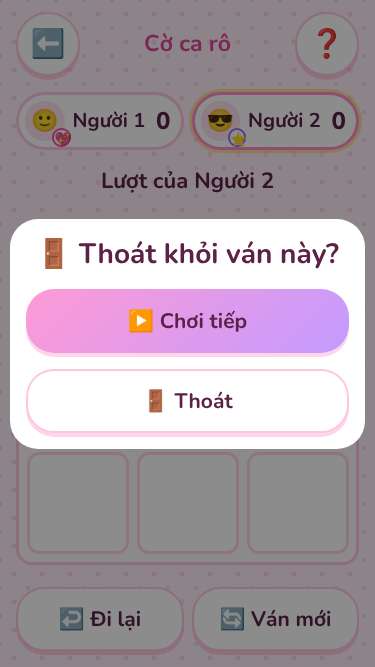 Cờ ca rô
Người 1 0
Người 2 0
Lượt của Người 2
Thoát khỏi ván này?
Chơi tiếp
Thoát
Đi lại
Ván mới